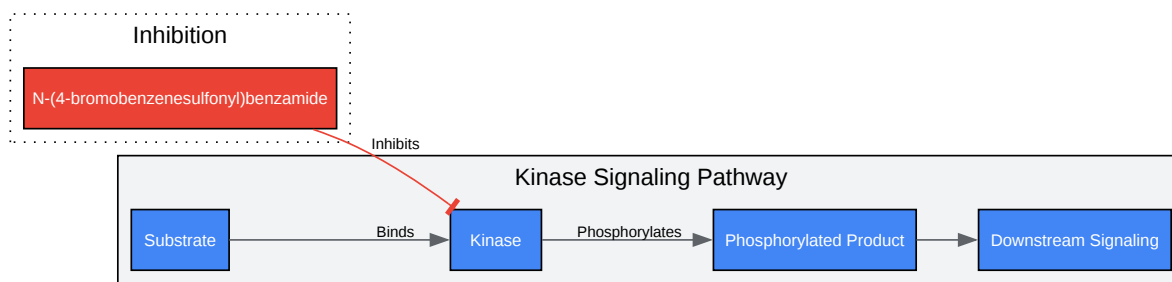 Inhibition
N-(4-bromobenzenesulfonyl)benzamide
Inhibits
Kinase Signaling Pathway
Substrate
Binds
Kinase
Phosphorylates
Phosphorylated Product
Downstream Signaling